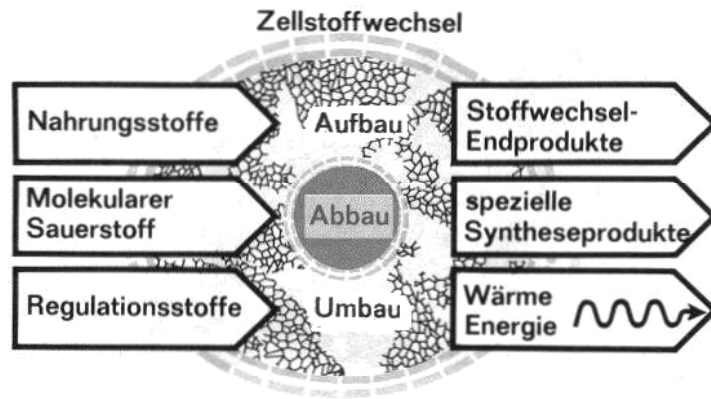 Zellstoffwechsel
Nahrungsstoffe
Aufbau
Stoffwechsel-
Endprodukte
Molekularer
Sauerstoff
Abbau
spezielle
Syntheseprodukte
Regulationsstoffe
Umbau
Wärme
Energie